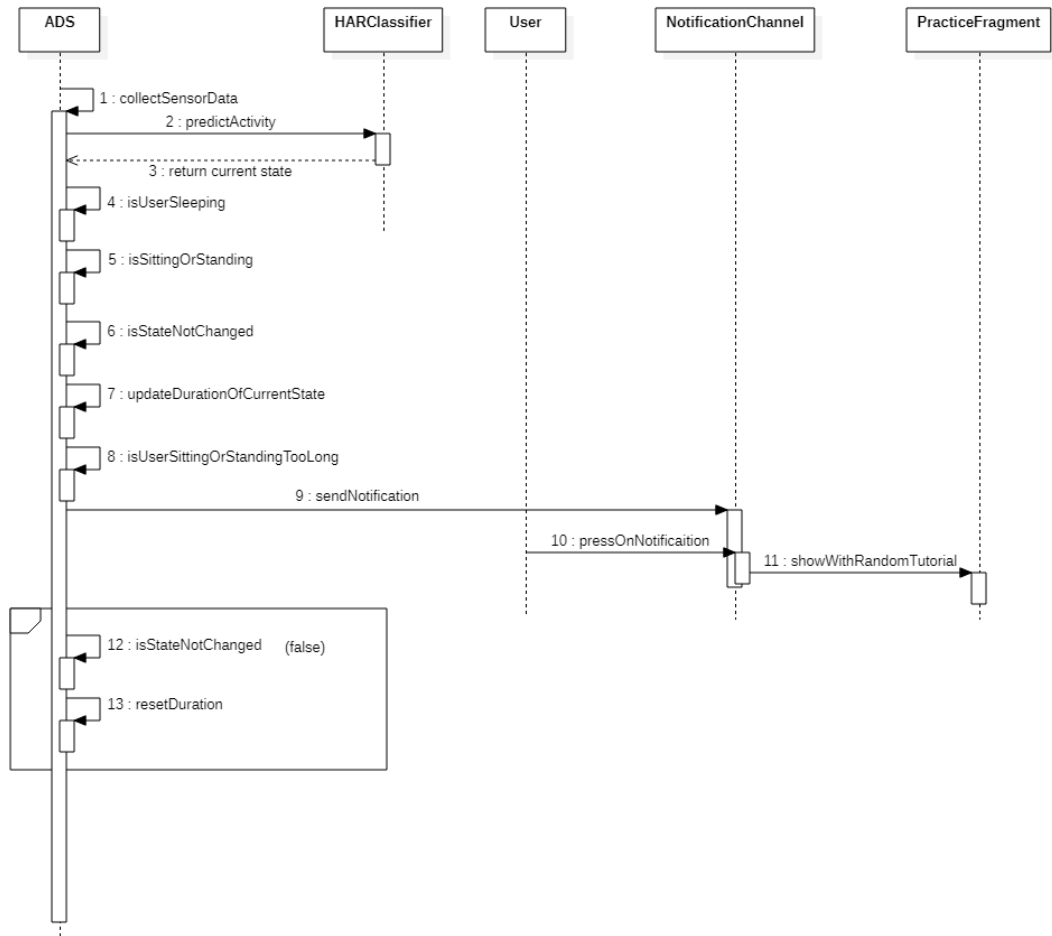 ADS
HARClassifier
User
NotificationChannel
PracticeFragment
1 : collectSensorData
2 : predictActivity
3 : return current state
4 : isUserSleeping
5 : isSittingOrStanding
6 : isStateNotChanged
7 : updateDurationOfCurrentState
8 : isUserSittingOrStandingTooLong
9 : sendNotification
10 : pressOnNotificaition
11 : showWithRandomTutorial
12 : isStateNotChanged (false)
13 : resetDuration